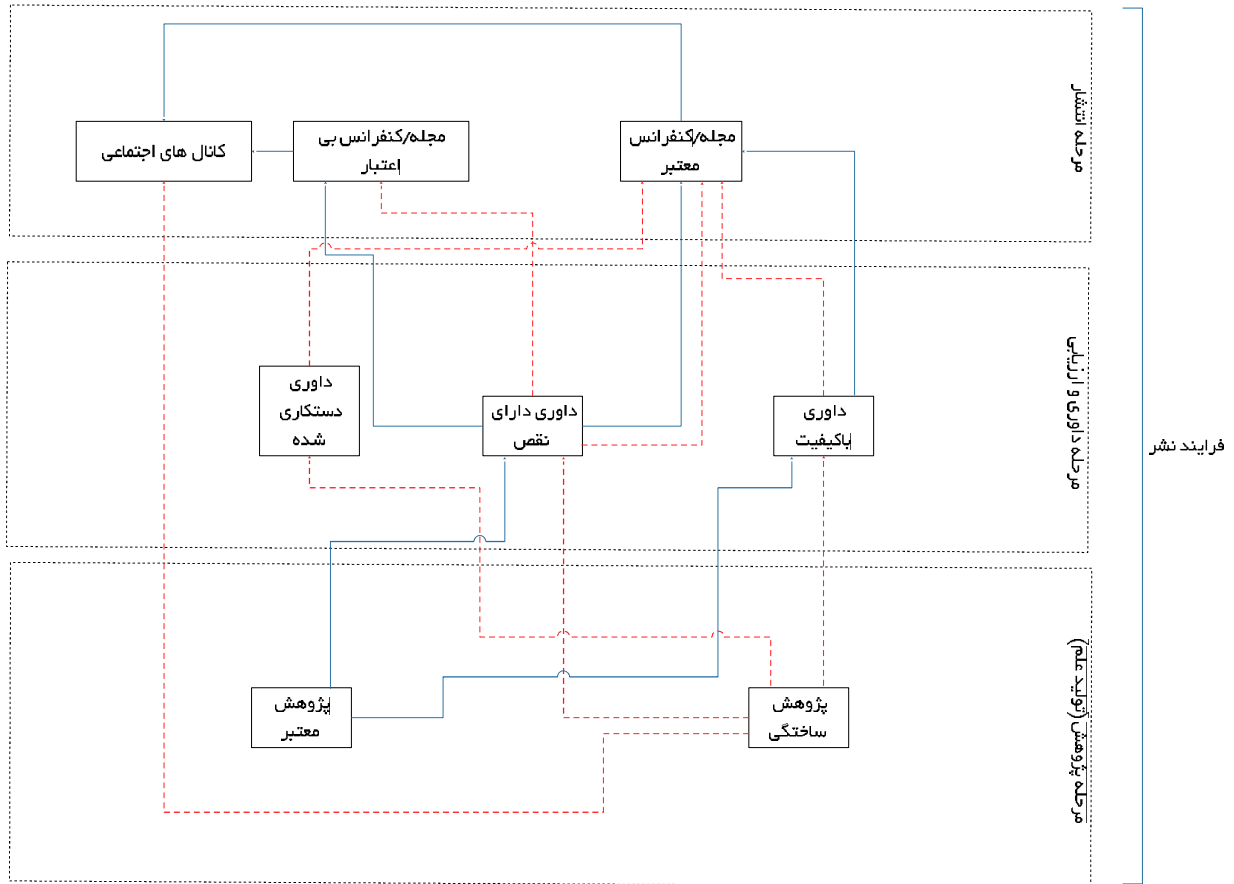 مرحله انتشار
مجله/کنفرانس
معتبر
مجله/کنفرانس بی
اعتبار
کانال های اجتماعی
فرایند نشر
مرحله داوری و ارزیابی
داوری
باکیفیت
داوری دارای
نقص
داوری
دستکاری
شده
مرحله پژوهش (تولید علم)
پژوهش
ساختگی
پژوهش
معتبر